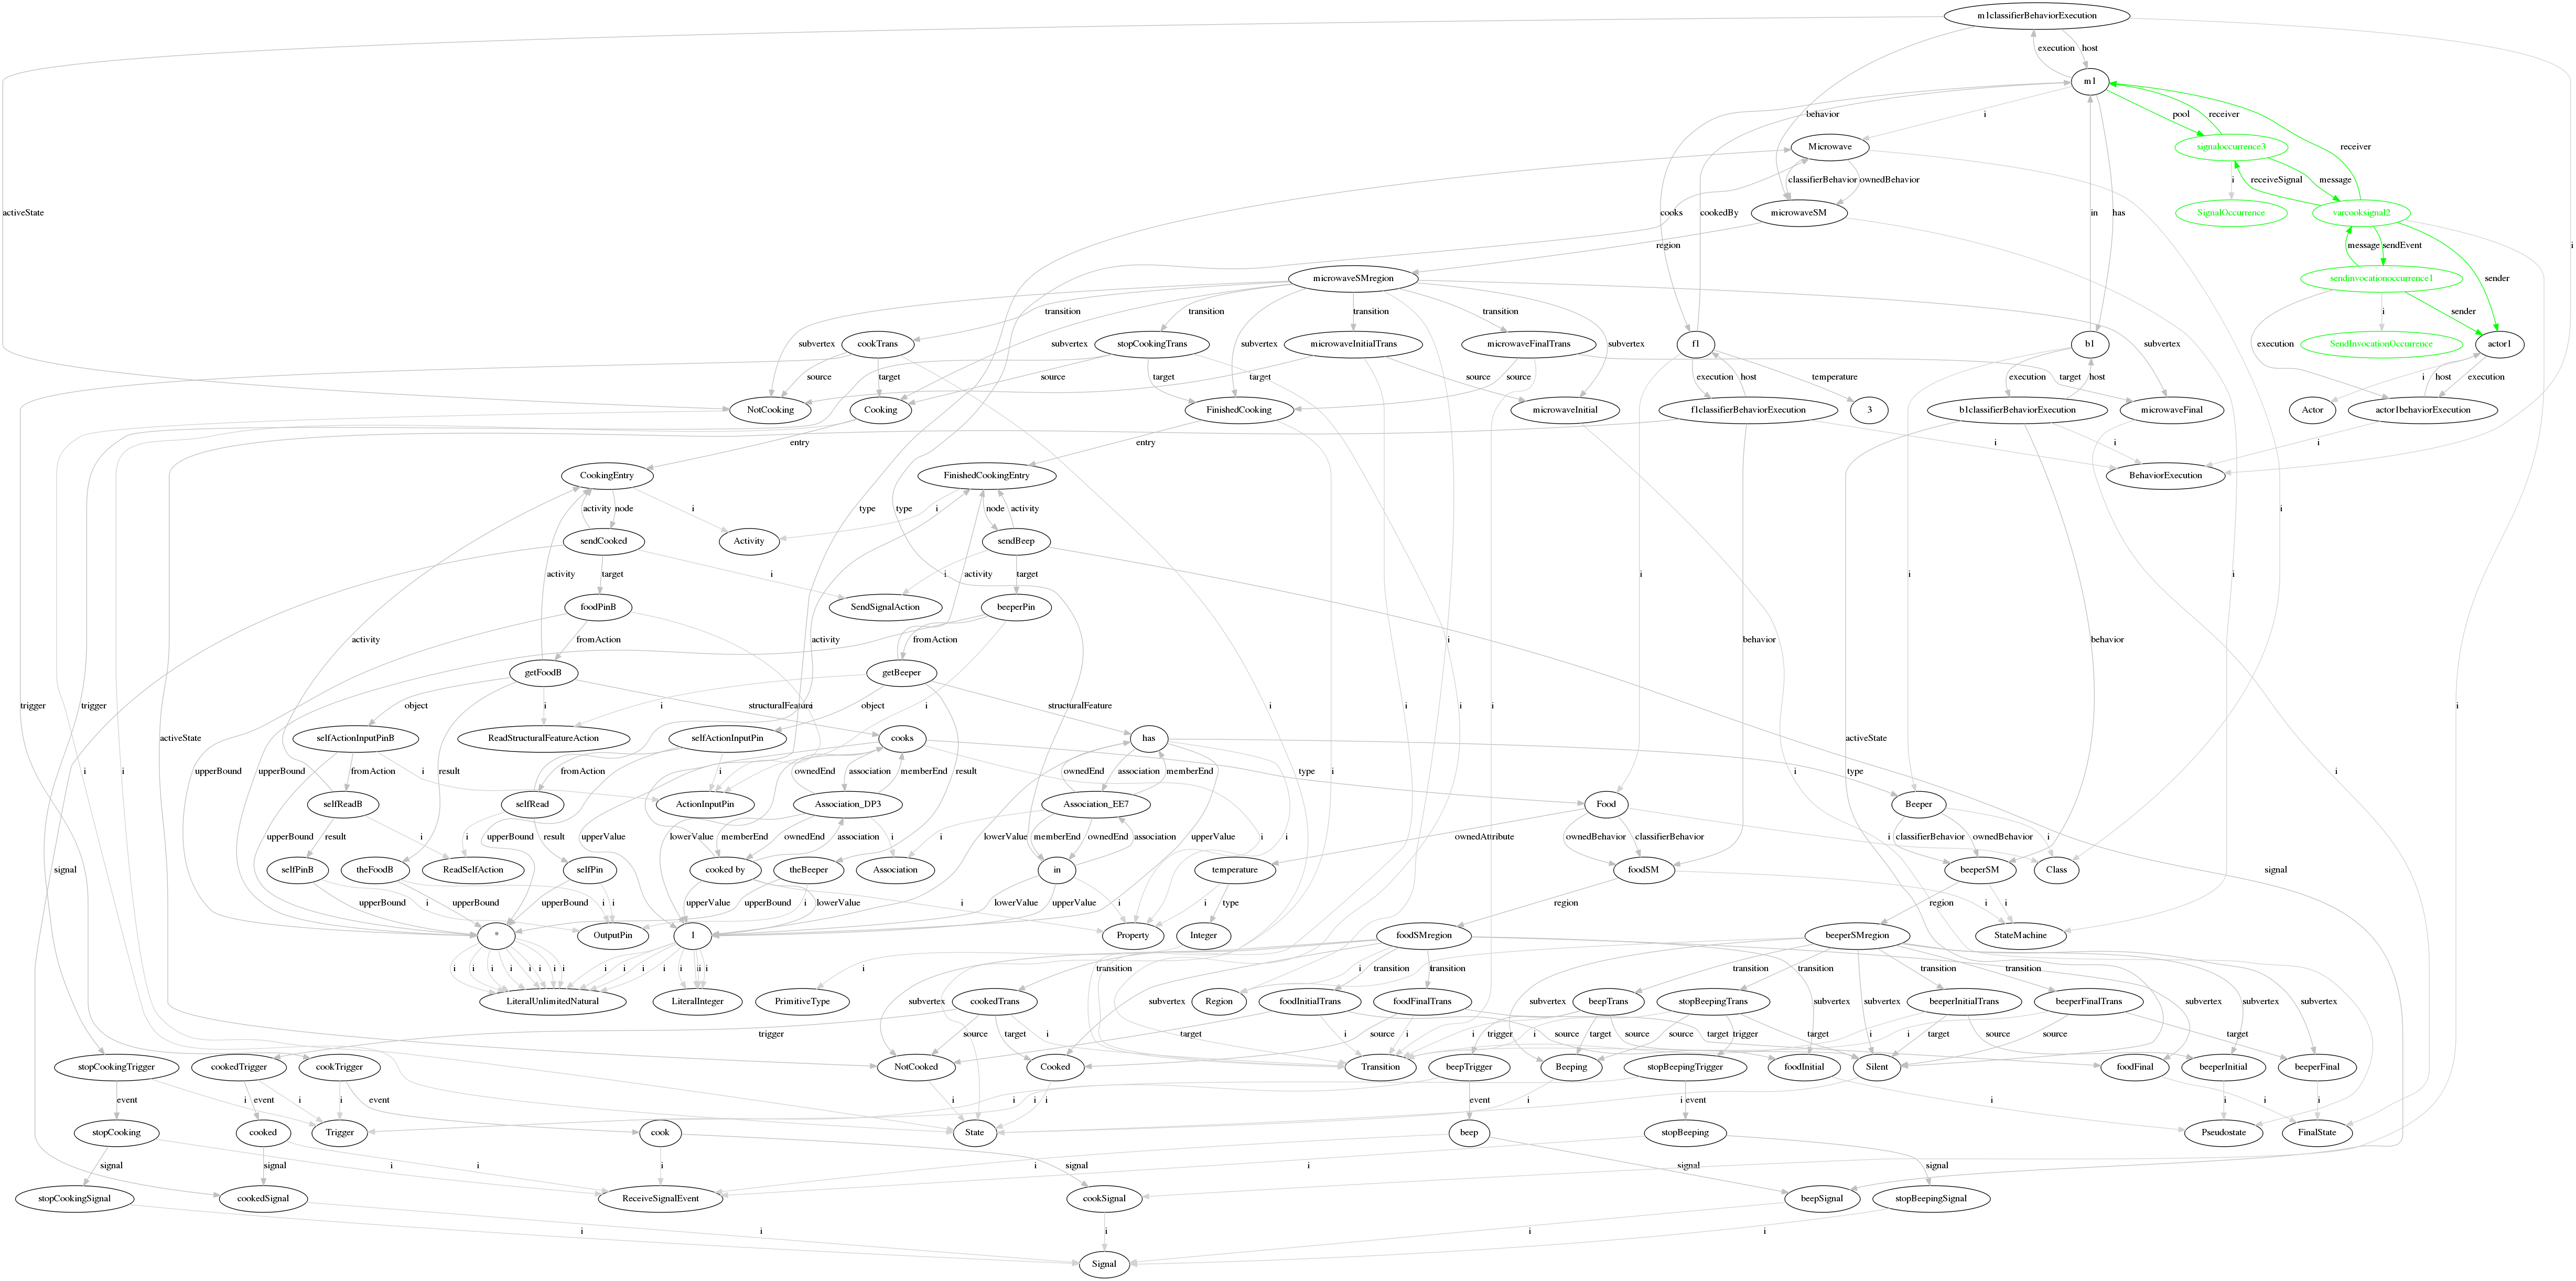 m1classifierBehaviorExecution
execution host
m1
activeState behavior i pool receiver i
Microwave signaloccurrence3
receiver
classifierBehavior ownedBehavior i receiveSignal message
cooks cookedBy in has
microwaveSM SignalOccurrence varcooksignal2
region message sendEvent
microwaveSMregion sendinvocationoccurrence1 sender
transition transition transition transition i sender
subvertex subvertex subvertex subvertex subvertex execution
cookTrans stopCookingTrans microwaveInitialTrans microwaveFinalTrans f1 b1 SendInvocationOccurrence actor1
source target source target target source source execution host temperature execution host target i host execution
NotCooking Cooking FinishedCooking microwaveInitial f1classifierBehaviorExecution 3 b1classifierBehaviorExecution microwaveFinal Actor actor1behaviorExecution
entry entry i i i
CookingEntry FinishedCookingEntry BehaviorExecution
activity node i i node activity type type i i i
sendCooked Activity sendBeep
activity target i i activity target i i
foodPinB SendSignalAction beeperPin
activity fromAction activity fromAction i behavior behavior
getFoodB getBeeper
trigger trigger activeState object i structuralFeature i object structuralFeature i i i i
selfActionInputPinB ReadStructuralFeatureAction selfActionInputPin cooks has activeState
upperBound upperBound fromAction result i fromAction i ownedEnd association memberEnd result ownedEnd association memberEnd type i i type i
selfReadB selfRead ActionInputPin Association_DP3 Association_EE7 Food Beeper
upperBound result i i upperBound result upperValue lowerValue memberEnd ownedEnd association i lowerValue i memberEnd ownedEnd association upperValue i i ownedAttribute ownedBehavior classifierBehavior i classifierBehavior ownedBehavior i
signal selfPinB theFoodB ReadSelfAction selfPin cooked by theBeeper Association in temperature foodSM beeperSM Class signal
upperBound i upperBound i upperBound i upperValue upperBound i lowerValue i lowerValue upperValue i i type region i region i
* OutputPin 1 Property Integer foodSMregion beeperSMregion StateMachine
i i i i i i i i i i i i i i transition i transition transition transition transition transition transition
subvertex subvertex subvertex subvertex subvertex subvertex subvertex subvertex
LiteralUnlimitedNatural LiteralInteger PrimitiveType cookedTrans Region foodInitialTrans foodFinalTrans beepTrans stopBeepingTrans beeperInitialTrans beeperFinalTrans
trigger source target i target i source i source trigger i target source source trigger target target i target i source source target
stopCookingTrigger cookedTrigger cookTrigger NotCooked Cooked Transition beepTrigger Beeping stopBeepingTrigger foodInitial Silent foodFinal beeperInitial beeperFinal
event i event i i event i i i event i i event i i i i i
stopCooking cooked Trigger cook State beep stopBeeping Pseudostate FinalState
signal i signal i i signal i signal i signal
stopCookingSignal cookedSignal ReceiveSignalEvent cookSignal beepSignal stopBeepingSignal
i i i i i
Signal